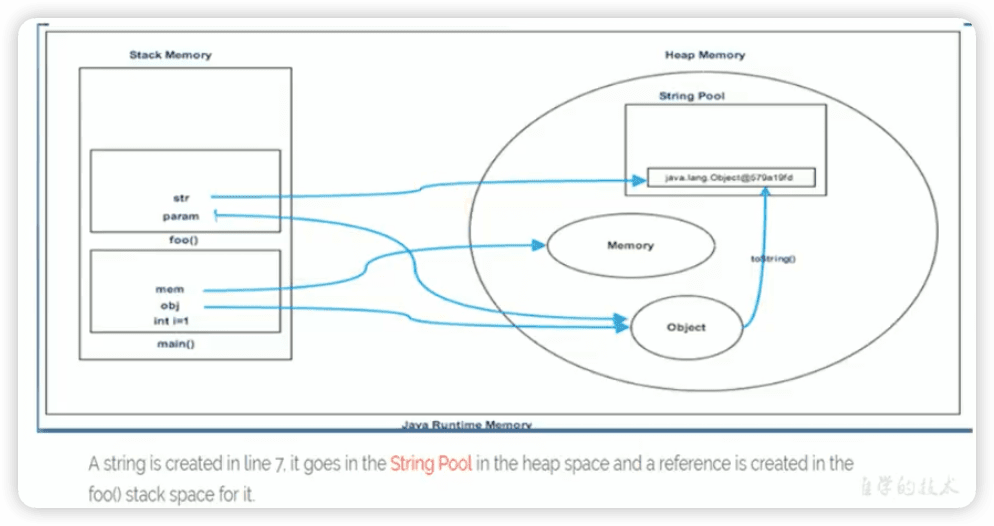 Stack Memory
Heap Memory
String Pool
java.lang.Object@579a19fd
str
param
foo()
Memory
toString()
mem
obj
int i=1
main()
Object
Java Runtime Memory
A string is created in line 7, it goes in the String Pool in the heap space and a reference is created in the
foo() stack space for it.
自学的技术